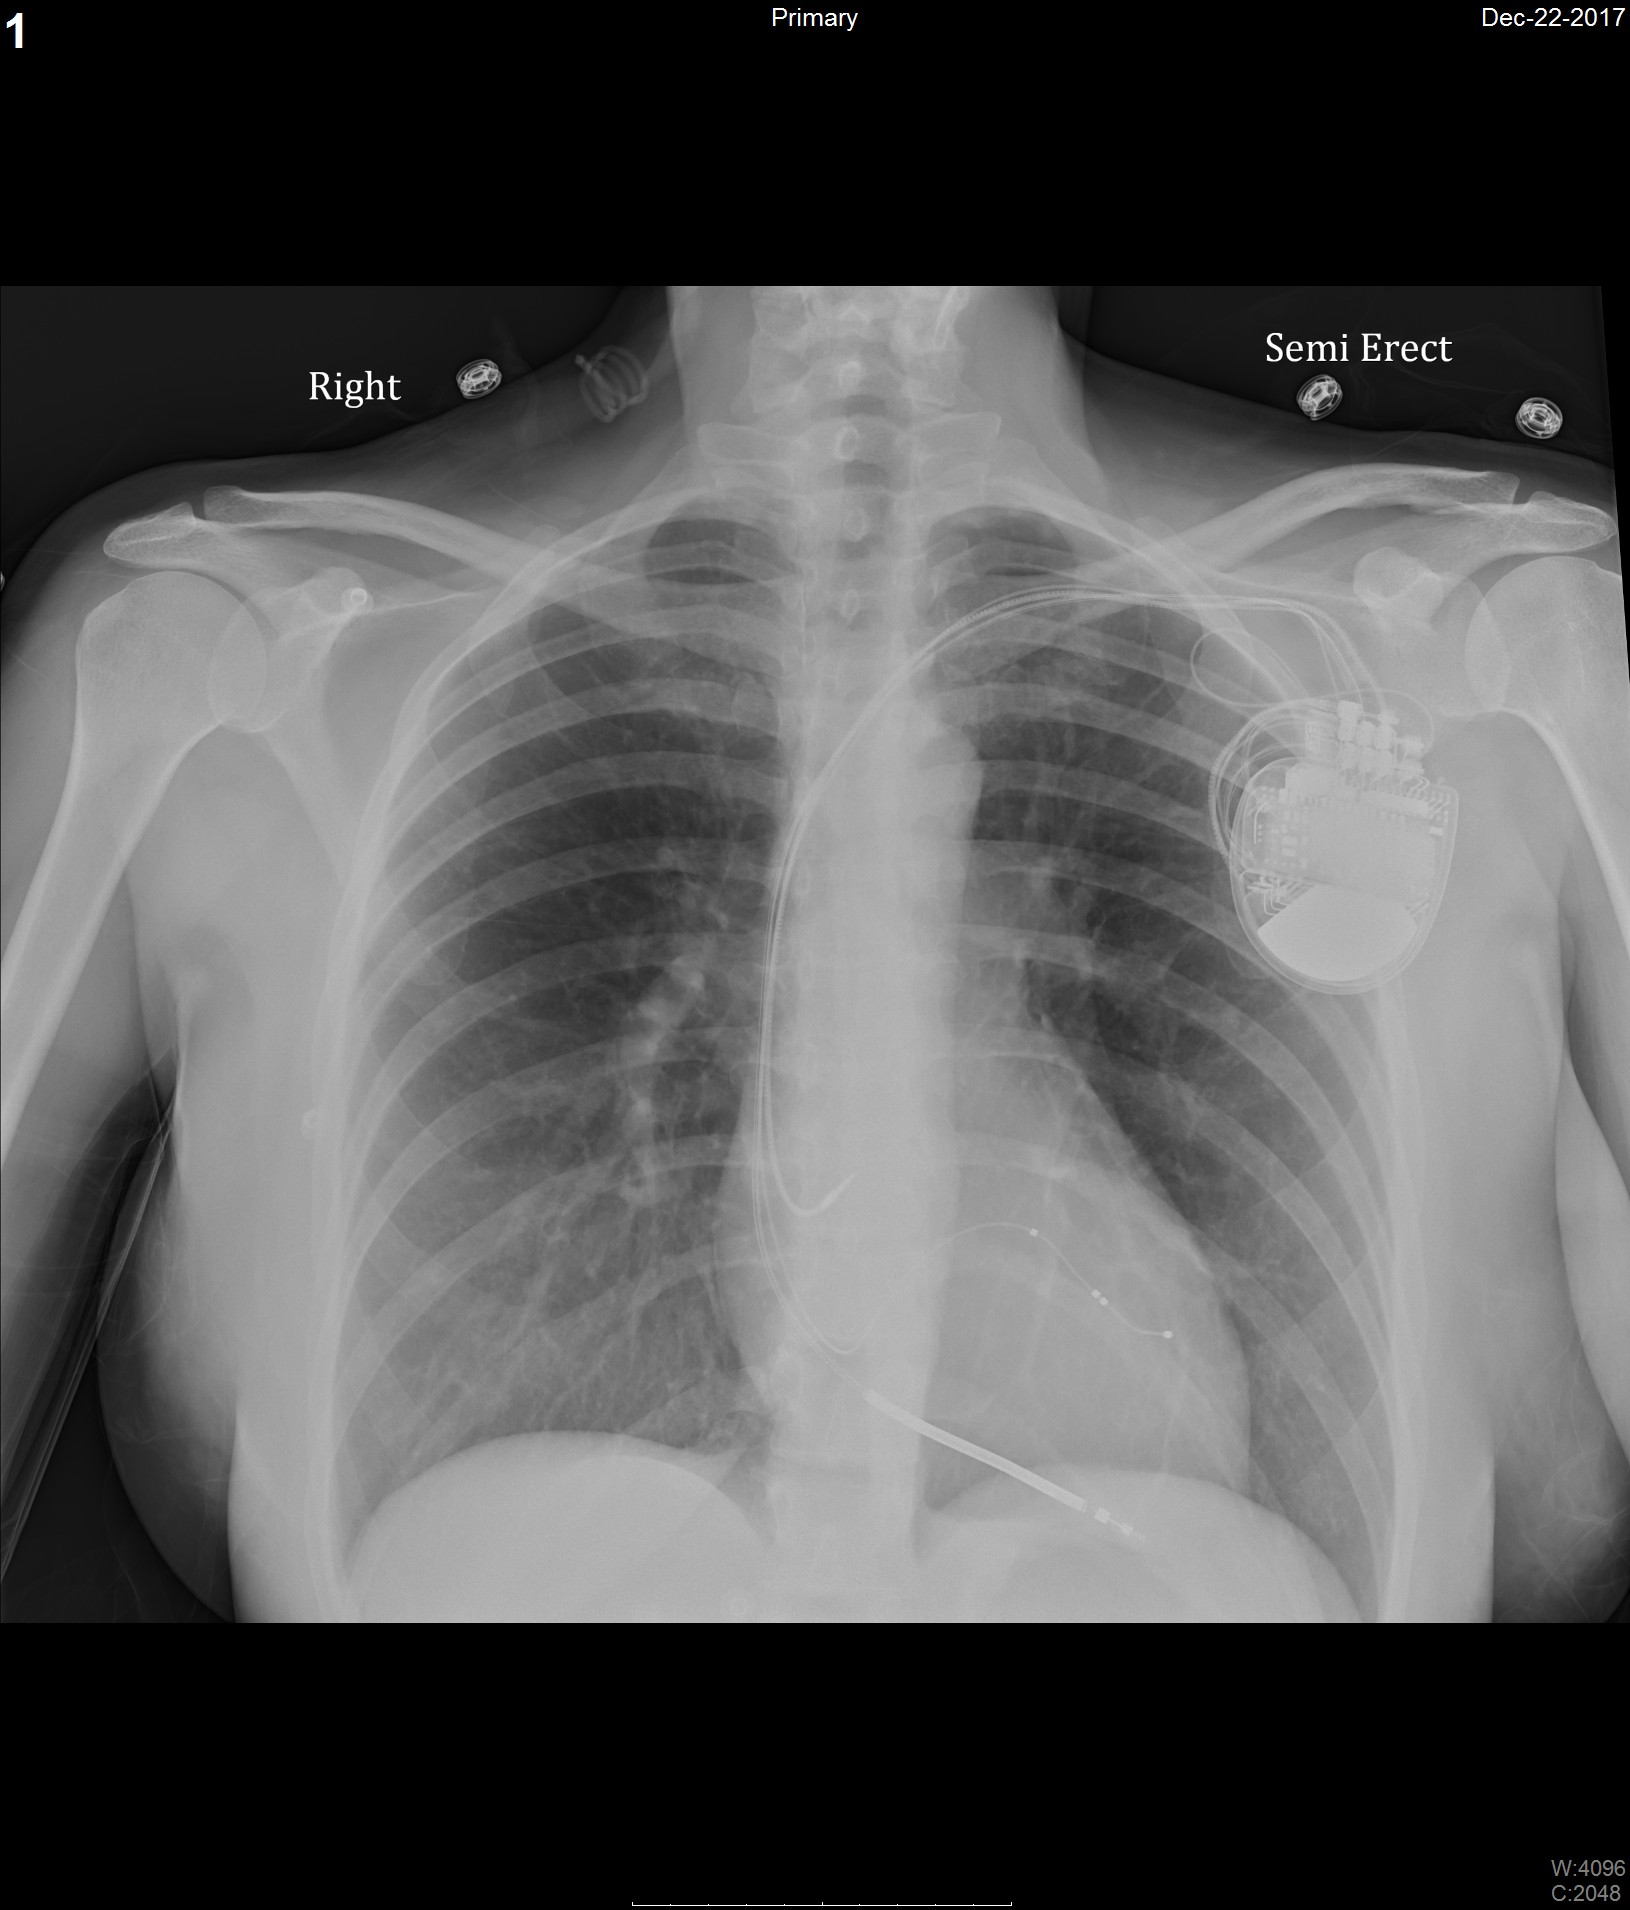 1
Primary
Dec-22-2017
Semi Erect
Right
W:4096
C:2048